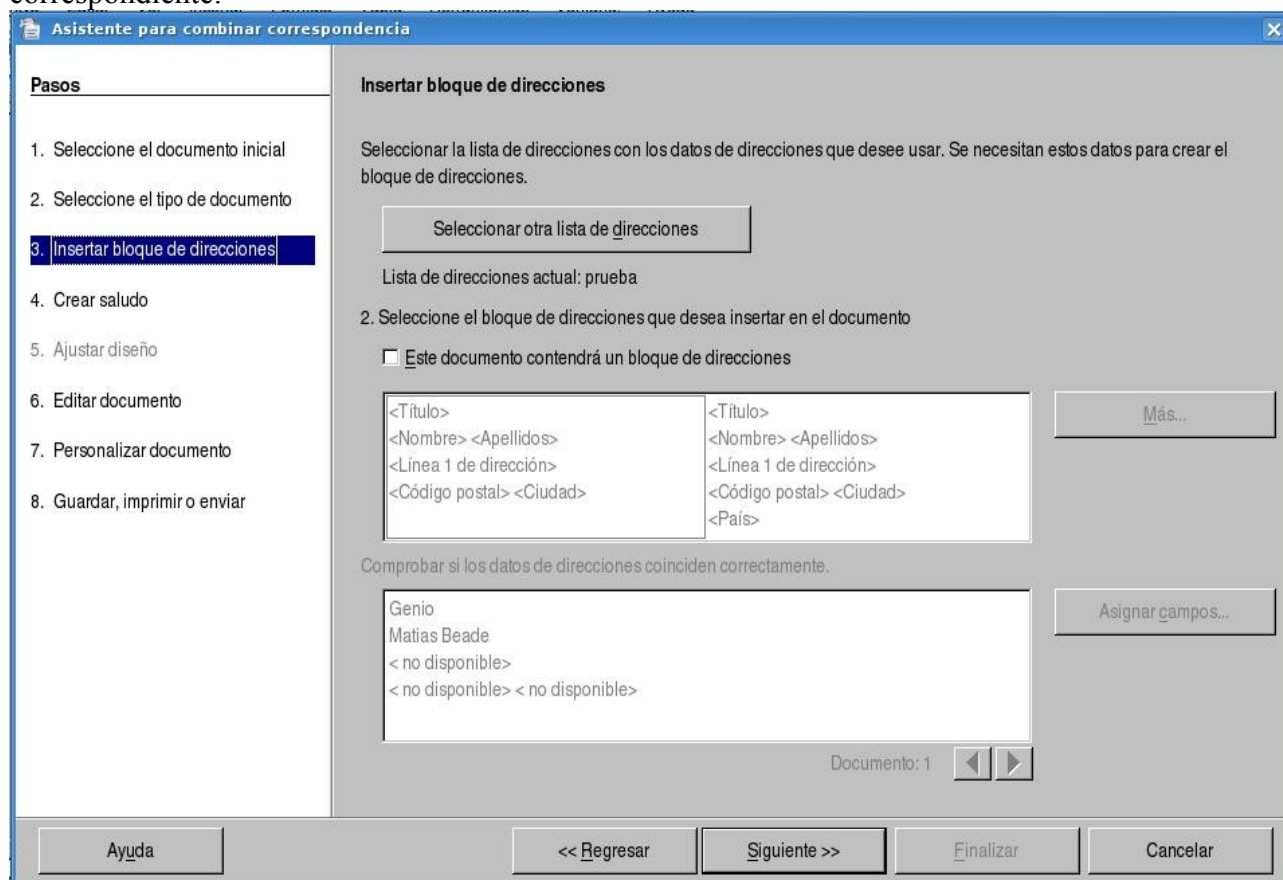 correspondiente.
Asistente para combinar correspondencia
Pasos
1. Seleccione el documento inicial
2. Seleccione el tipo de documento
3. Insertar bloque de direcciones
4. Crear saludo
5. Ajustar diseño
6. Editar documento
7. Personalizar documento
8. Guardar, imprimir o enviar
Insertar bloque de direcciones
Seleccionar la lista de direcciones con los datos de direcciones que desee usar. Se necesitan estos datos para crear el
bloque de direcciones.
Seleccionar otra lista de direcciones
Lista de direcciones actual: prueba
2. Seleccione el bloque de direcciones que desea insertar en el documento
Este documento contendrá un bloque de direcciones
<Título>
<Nombre> <Apellidos>
<Línea 1 de dirección>
<Código postal> <Ciudad>
<Título>
<Nombre> <Apellidos>
<Línea 1 de dirección>
<Código postal> <Ciudad>
<País>
Más...
Comprobar si los datos de direcciones coinciden correctamente.
Genio
Matias Beade
< no disponible>
< no disponible> < no disponible>
Asignar campos...
Documento: 1
Ayuda
<< Regresar
Siguiente >>
Finalizar
Cancelar